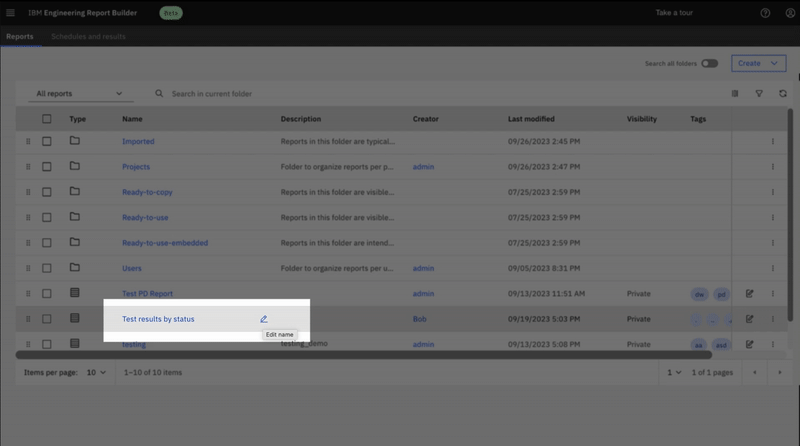 IBM Engineering Report Builder Beta Take a tour
Reports Schedules and results
Search all folders Create
All reports Search in current folder
Type Name Description Creator Last modified Visibility Tags
Imported Reports in this folder are typical... 09/26/2023 2:45 PM
Projects Folder to organize reports per p... admin 09/26/2023 2:47 PM
Ready-to-copy Reports in this folder are visible... 07/25/2023 2:59 PM
Ready-to-use Reports in this folder are visible... 07/25/2023 2:59 PM
Ready-to-use-embedded Reports in this folder are intend... 07/25/2023 2:59 PM
Users Folder to organize reports per u... admin 09/05/2023 8:31 PM
Test PD Report admin 09/13/2023 11:51 AM Private dw pd
Test results by status Bob 09/19/2023 5:03 PM Private
Edit name
testing testing_demo admin 09/13/2023 5:08 PM Private aa asd
Items per page: 10 1–10 of 10 items 1 1 of 1 pages